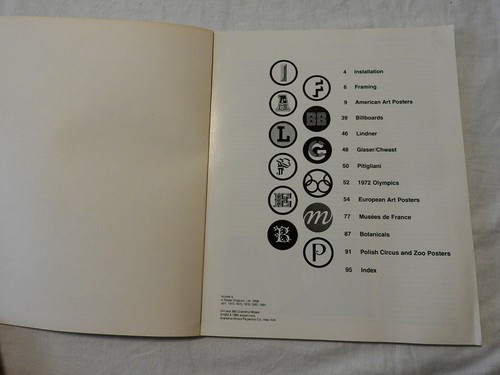 I
F
A
BB
L
G
P
E
m
B
P
4 Installation
6 Framing
9 American Art Posters
39 Billboards
46 Lindner
48 Glaser/Chwast
50 Pitigliani
52 1972 Olympics
54 European Art Posters
77 Musées de France
87 Botanicals
91 Polish Circus and Zoo Posters
95 Index